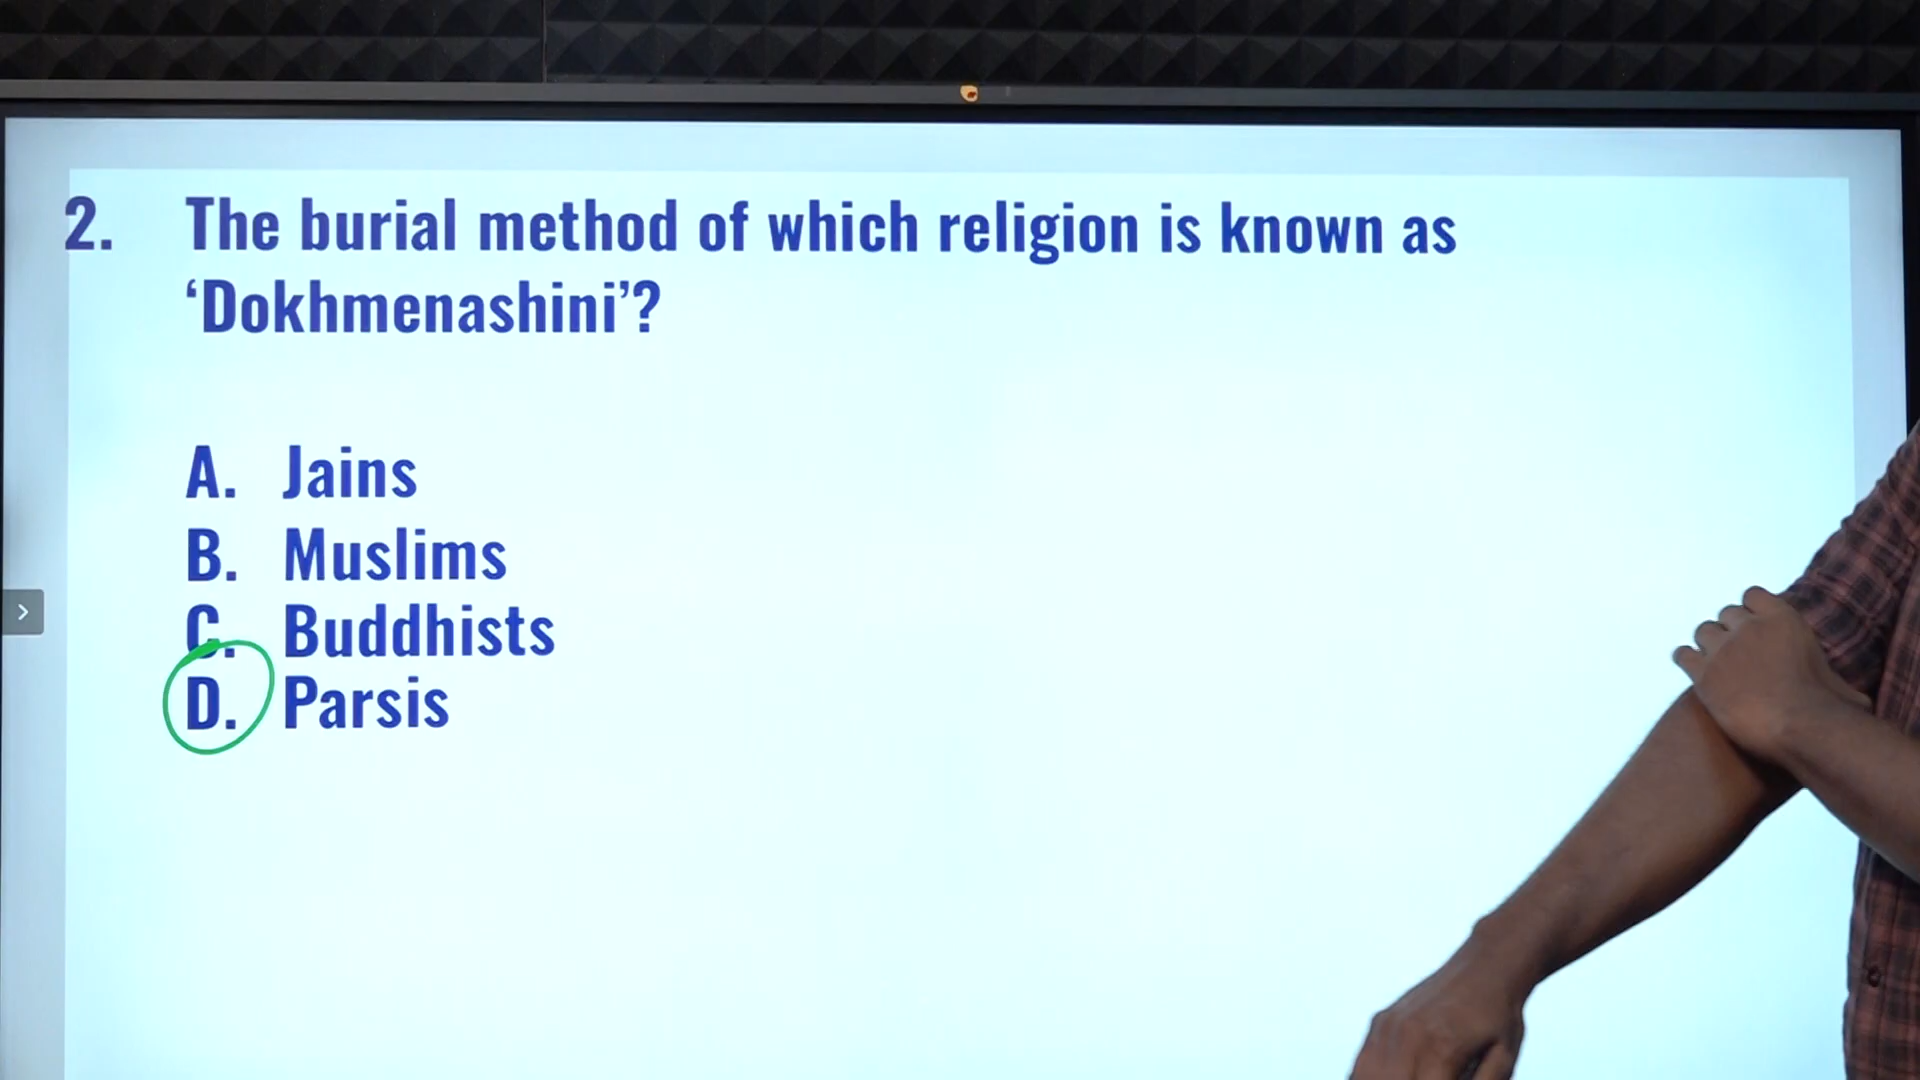 2. The burial method of which religion is known as
‘Dokhmenashini’?
A. Jains
B. Muslims
C. Buddhists
D. Parsis